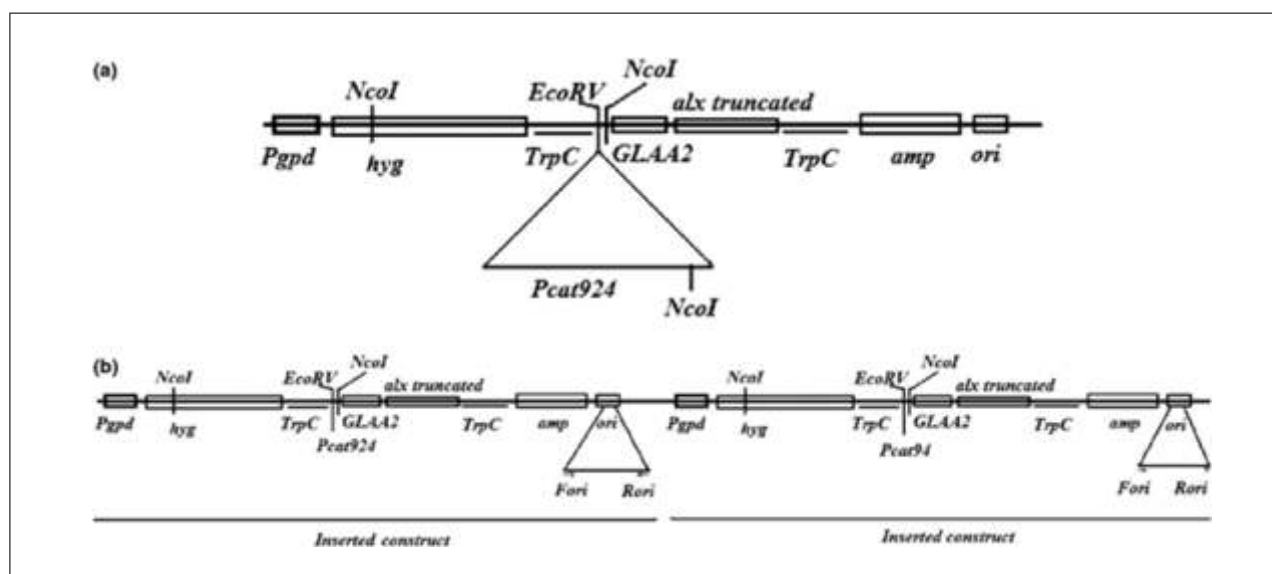 (a)
NcoI
EcoRV
NcoI
alx truncated
Pgpd
hyg
TrpC
GLAA2
TrpC
amp
ori
Pcat924
NcoI
(b)
NcoI
EcoRV
NcoI
alx truncated
NcoI
EcoRV
NcoI
alx truncated
Pgpd
hyg
TrpC
GLAA2
TrpC
amp
ori
Pgpd
hyg
TrpC
GLAA2
TrpC
amp
ori
Pcat924
Pcat94
Fori
Rori
Fori
Rori
Inserted construct
Inserted construct